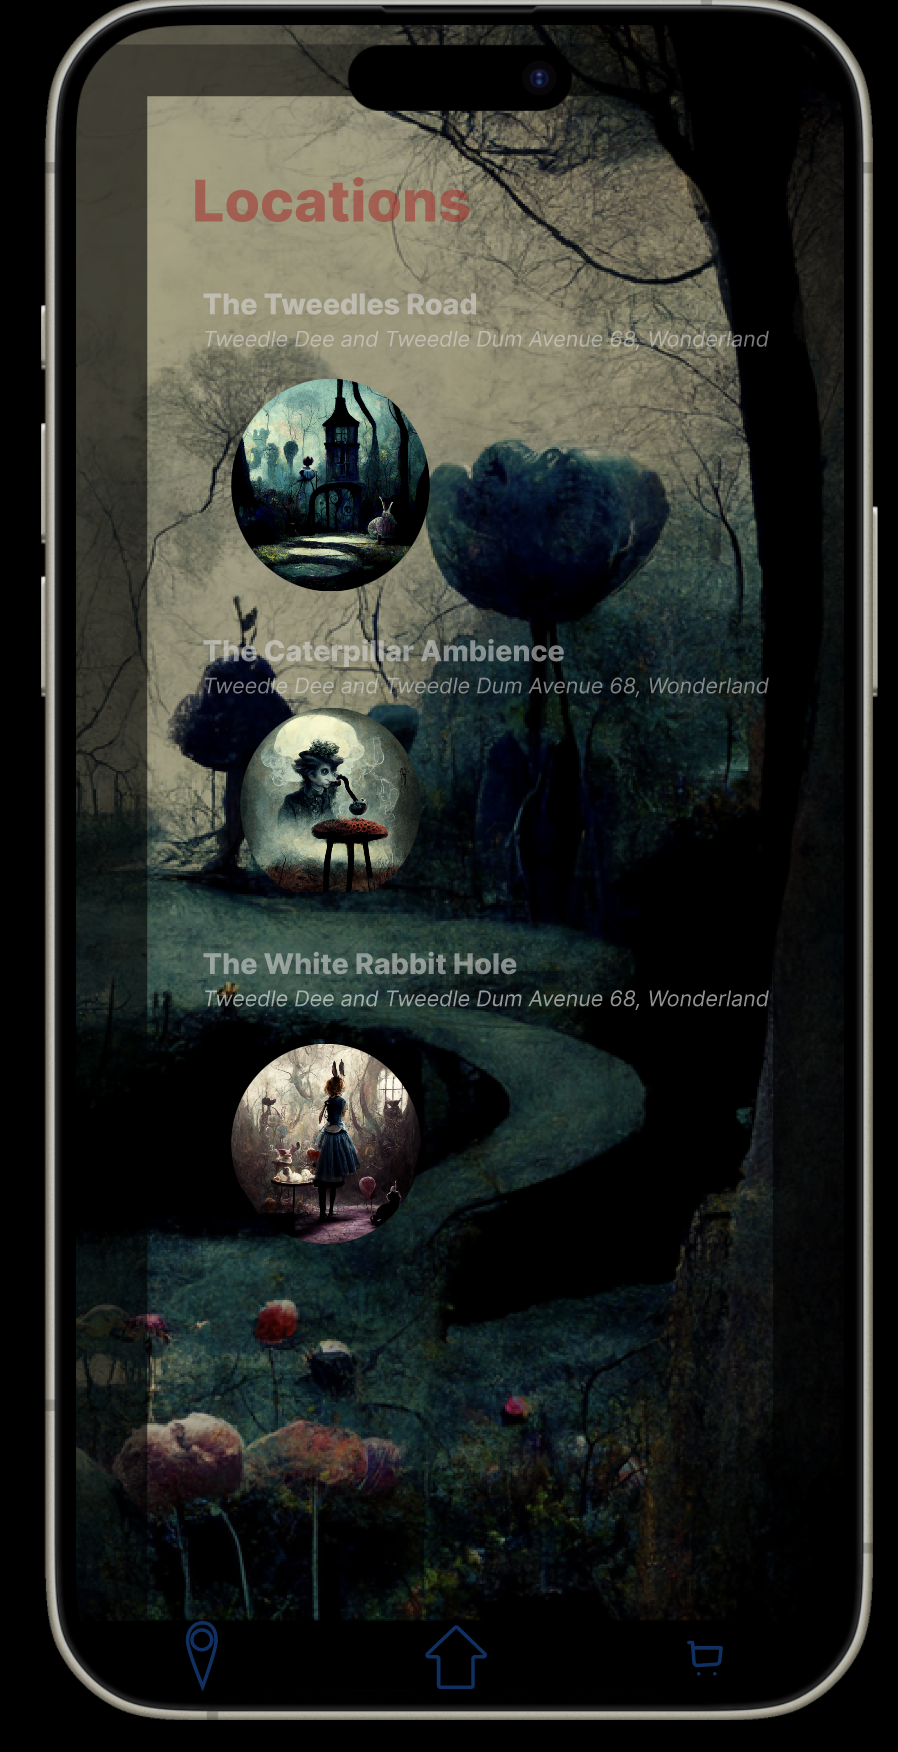 Locations
The Tweedles Road
Tweedle Dee and Tweedle Dum Avenue 68, Wonderland
The Caterpillar Ambience
Tweedle Dee and Tweedle Dum Avenue 68, Wonderland
The White Rabbit Hole
Tweedle Dee and Tweedle Dum Avenue 68, Wonderland